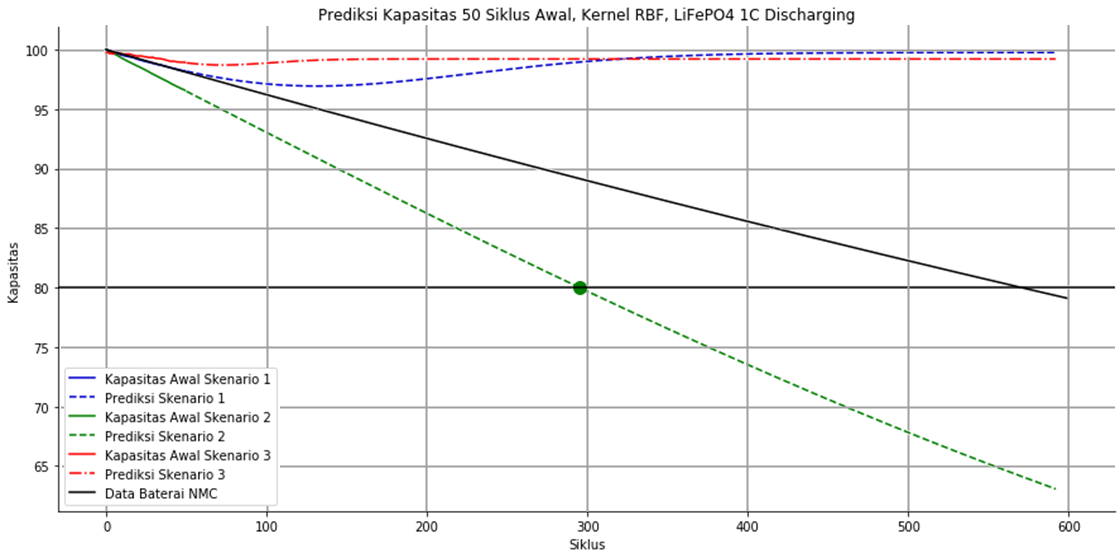 Prediksi Kapasitas 50 Siklus Awal, Kernel RBF, LiFePO4 1C Discharging
Kapasitas
100
95
90
85
80
75
70
65
Kapasitas Awal Skenario 1
Prediksi Skenario 1
Kapasitas Awal Skenario 2
Prediksi Skenario 2
Kapasitas Awal Skenario 3
Prediksi Skenario 3
Data Baterai NMC
0 100 200 300 400 500 600
Siklus